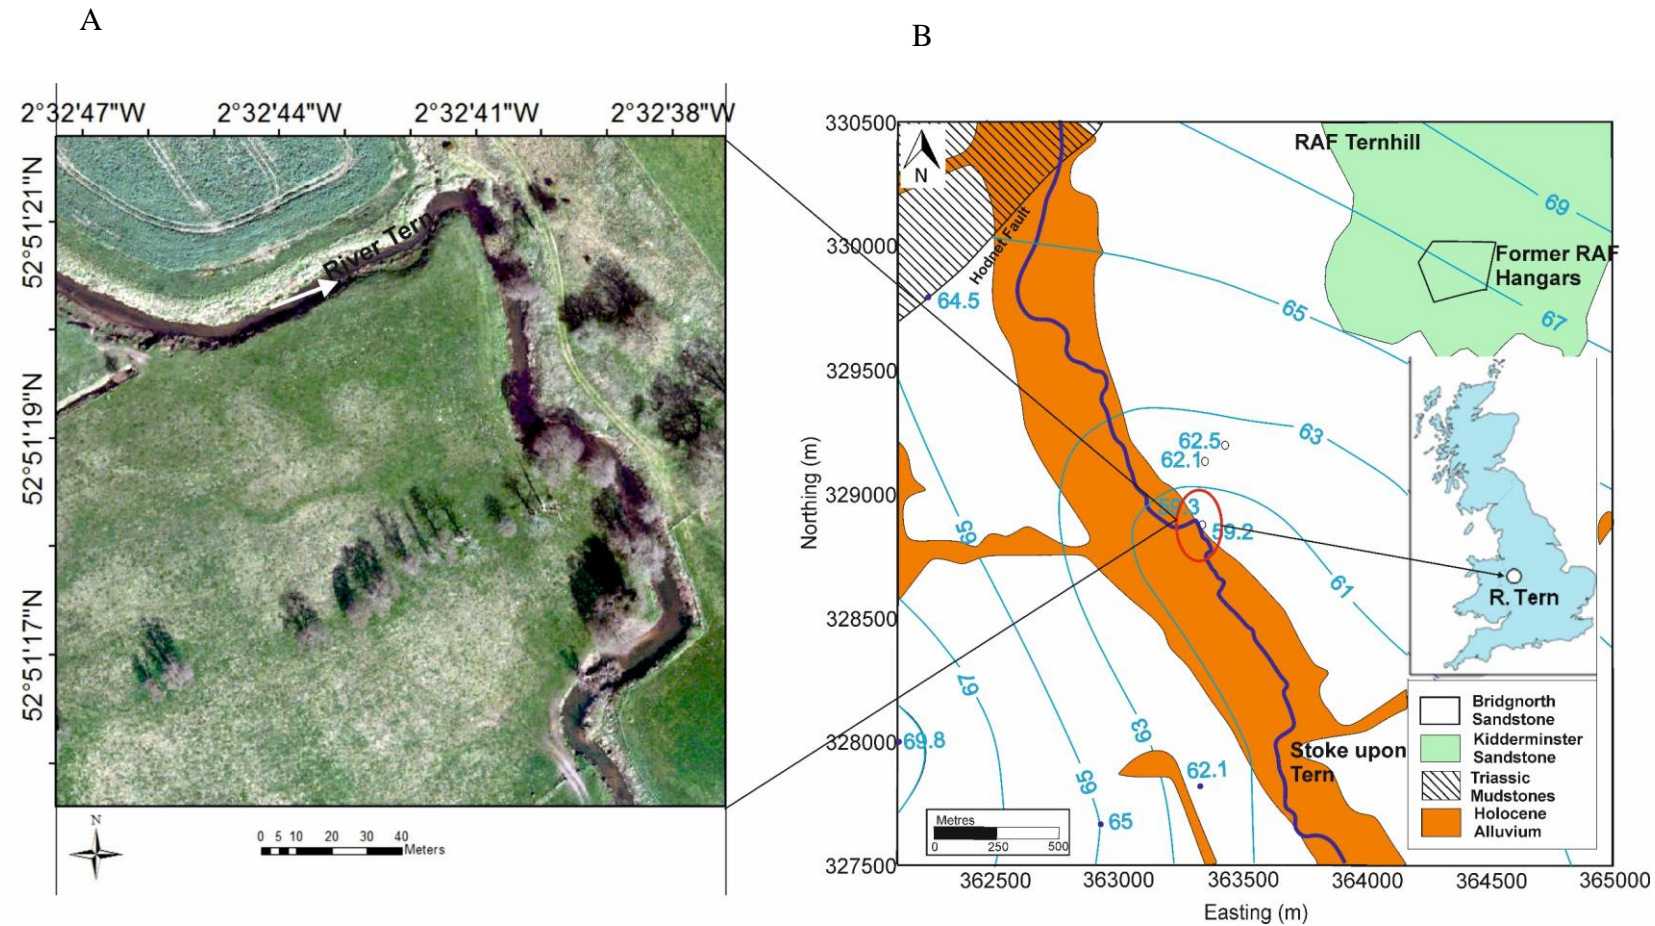 A
B
2°32'47"W
2°32'44"W
2°32'41"W
2°32'38"W
52°51'21"N
52°51'19"N
52°51'17"N
River Tern
N
0 5 10 20 30 40
Meters
330500
330000
329500
329000
328500
328000
327500
Northing (m)
362500
363000
363500
364000
364500
365000
Easting (m)
N
RAF Ternhill
69
Former RAF
Hangars
67
Hodnet Fault
64.5
65
63
62.5
62.1
59.3
59.2
61
65
67
69.8
63
65
62.1
65
Stoke upon
Tern
R. Tern
Metres
0 250 500
Bridgnorth
Sandstone
Kidderminster
Sandstone
Triassic
Mudstones
Holocene
Alluvium